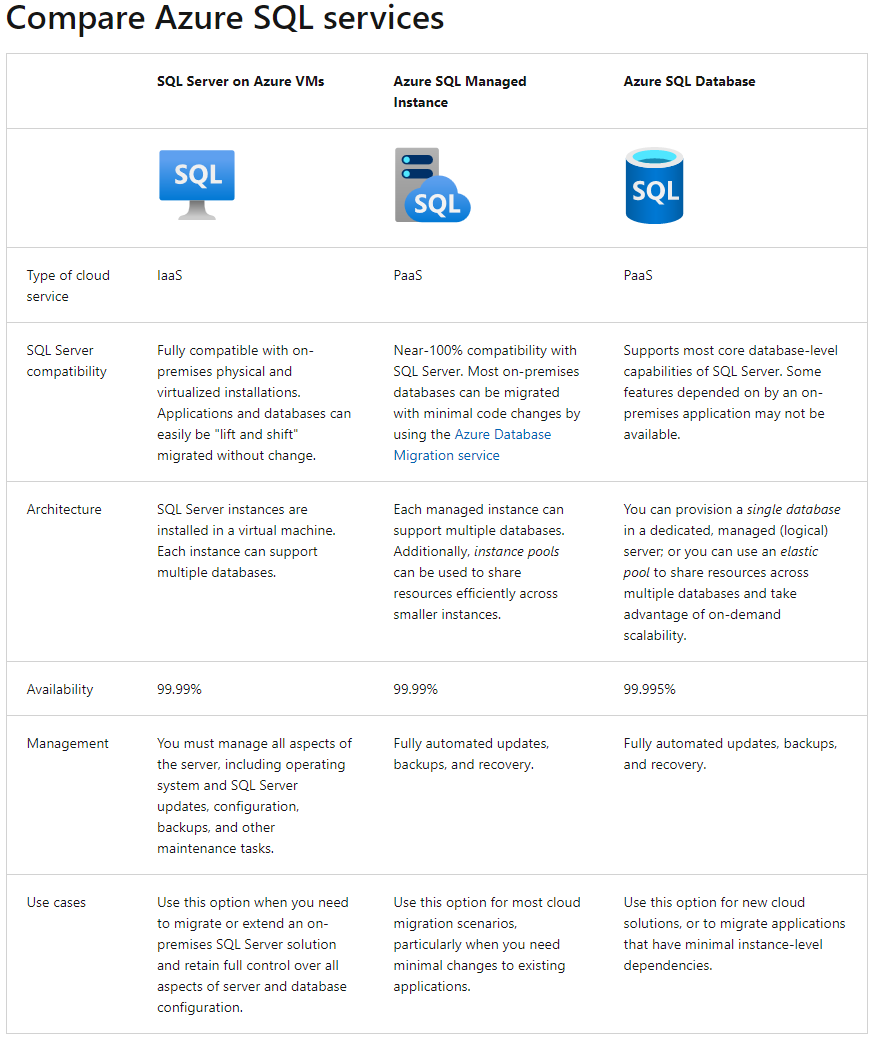 Compare Azure SQL services
SQL Server on Azure VMs
Azure SQL Managed
Instance
Azure SQL Database
SQL
SQL
SQL
Type of cloud
service
IaaS
PaaS
PaaS
SQL Server
compatibility
Fully compatible with on-
premises physical and
virtualized installations.
Applications and databases can
easily be "lift and shift"
migrated without change.
Near-100% compatibility with
SQL Server. Most on-premises
databases can be migrated
with minimal code changes by
using the Azure Database
Migration service
Supports most core database-level
capabilities of SQL Server. Some
features depended on by an on-
premises application may not be
available.
Architecture
SQL Server instances are
installed in a virtual machine.
Each instance can support
multiple databases.
Each managed instance can
support multiple databases.
Additionally, instance pools
can be used to share
resources efficiently across
smaller instances.
You can provision a single database
in a dedicated, managed (logical)
server; or you can use an elastic
pool to share resources across
multiple databases and take
advantage of on-demand
scalability.
Availability
99.99%
99.99%
99.995%
Management
You must manage all aspects of
the server, including operating
system and SQL Server
updates, configuration,
backups, and other
maintenance tasks.
Fully automated updates,
backups, and recovery.
Fully automated updates, backups,
and recovery.
Use cases
Use this option when you need
to migrate or extend an on-
premises SQL Server solution
and retain full control over all
aspects of server and database
configuration.
Use this option for most cloud
migration scenarios,
particularly when you need
minimal changes to existing
applications.
Use this option for new cloud
solutions, or to migrate applications
that have minimal instance-level
dependencies.